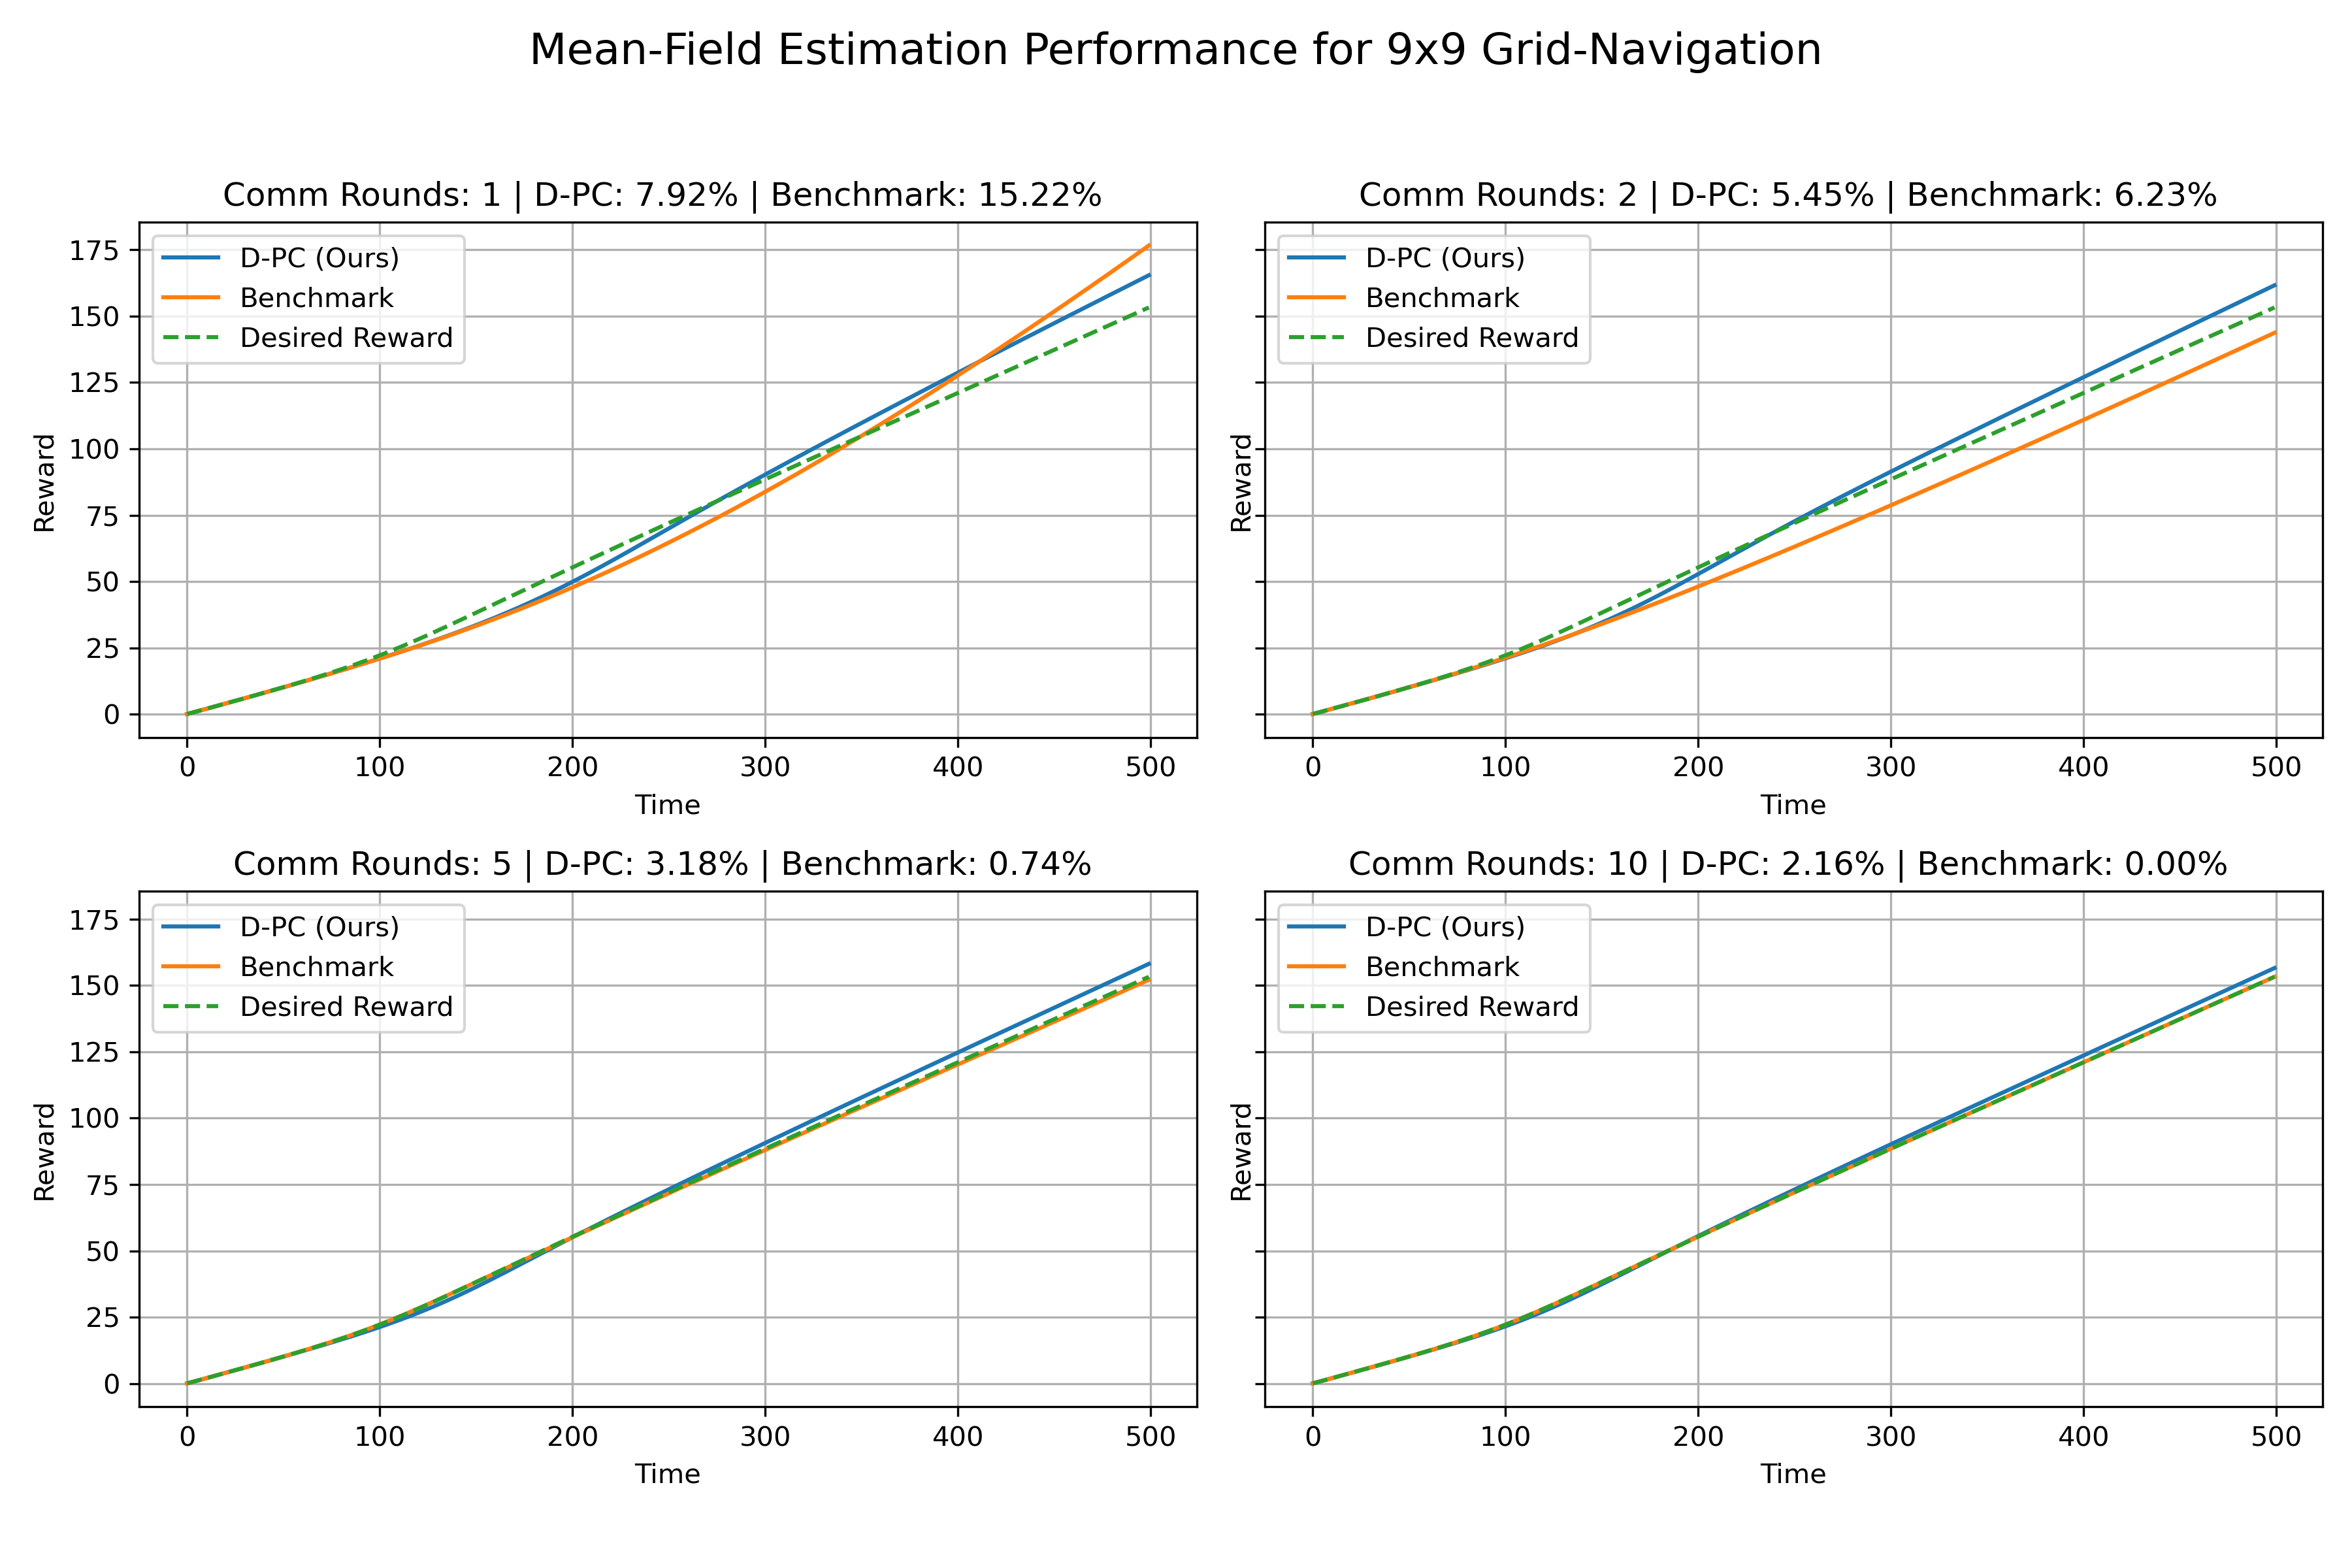 Mean-Field Estimation Performance for 9x9 Grid-Navigation
Comm Rounds: 1 | D-PC: 7.92% | Benchmark: 15.22%
D-PC (Ours)
Benchmark
Desired Reward
Reward
175
150
125
100
75
50
25
0
0 100 200 300 400 500
Time
Comm Rounds: 2 | D-PC: 5.45% | Benchmark: 6.23%
D-PC (Ours)
Benchmark
Desired Reward
Reward
0 100 200 300 400 500
Time
Comm Rounds: 5 | D-PC: 3.18% | Benchmark: 0.74%
D-PC (Ours)
Benchmark
Desired Reward
Reward
175
150
125
100
75
50
25
0
0 100 200 300 400 500
Time
Comm Rounds: 10 | D-PC: 2.16% | Benchmark: 0.00%
D-PC (Ours)
Benchmark
Desired Reward
Reward
0 100 200 300 400 500
Time